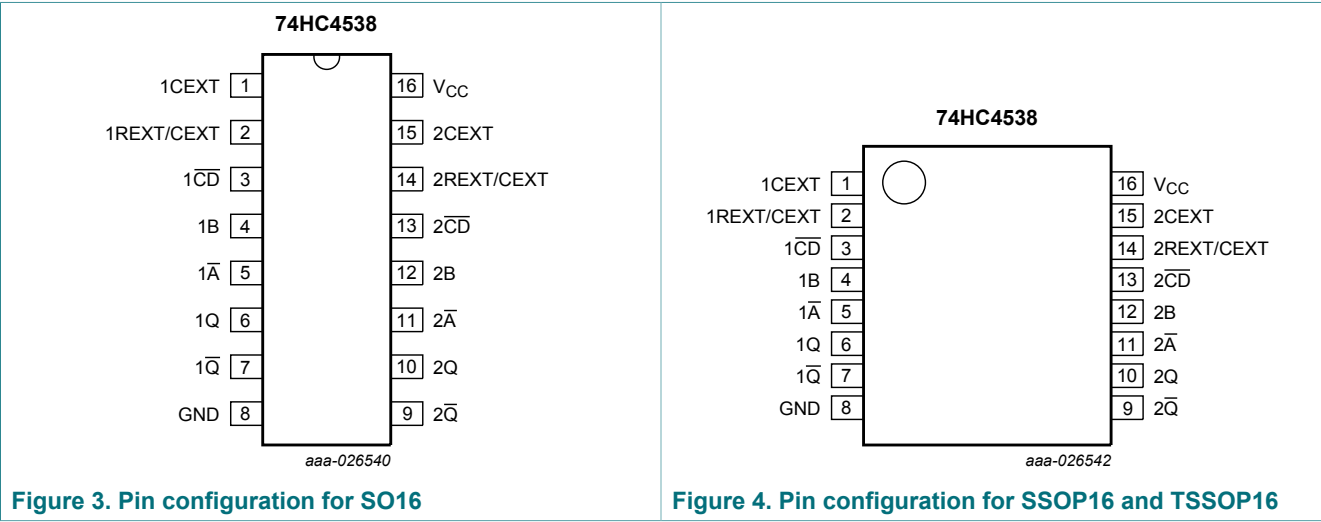 74HC4538
1CEXT 1 16 VCC
1REXT/CEXT 2 15 2CEXT
1C̅D̅ 3 14 2REXT/CEXT
1B 4 13 2C̅D̅
1A̅ 5 12 2B
1Q 6 11 2A̅
1Q̅ 7 10 2Q
GND 8 9 2Q̅
aaa-026540
Figure 3. Pin configuration for SO16
74HC4538
1CEXT 1 16 VCC
1REXT/CEXT 2 15 2CEXT
1C̅D̅ 3 14 2REXT/CEXT
1B 4 13 2C̅D̅
1A̅ 5 12 2B
1Q 6 11 2A̅
1Q̅ 7 10 2Q
GND 8 9 2Q̅
aaa-026542
Figure 4. Pin configuration for SSOP16 and TSSOP16